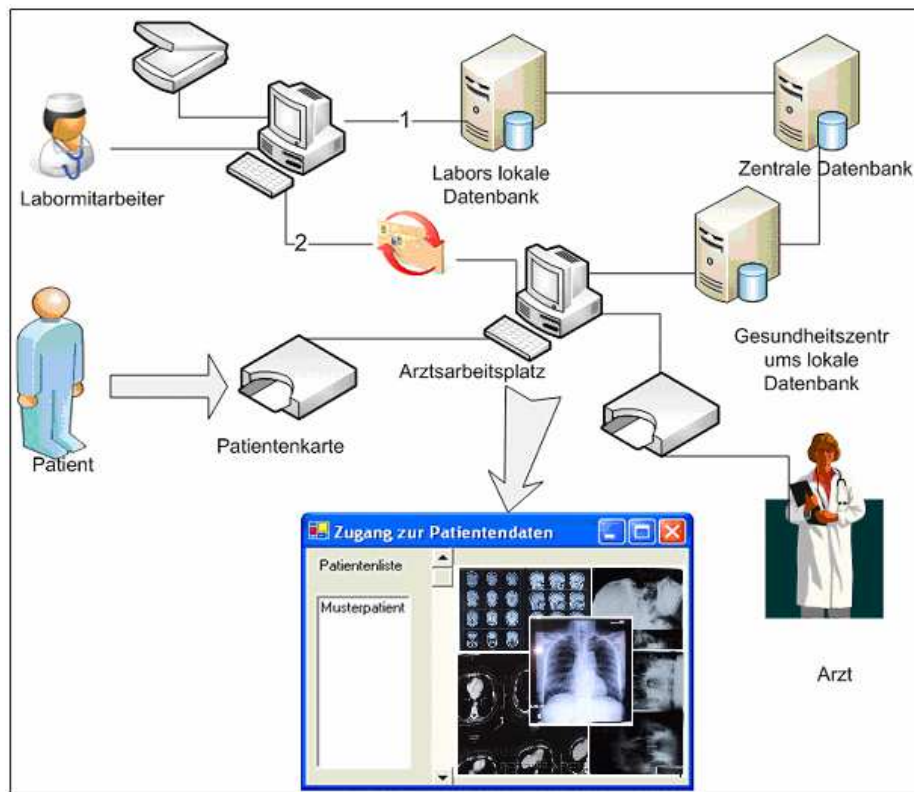 1
Labormitarbeiter
Labors lokale
Datenbank
Zentrale Datenbank
2
Arztsarbeitsplatz
Gesundheitszentr
ums lokale
Datenbank
Patient
Patientenkarte
Zugang zur Patientendaten
Patientenliste
Musterpatient
Arzt